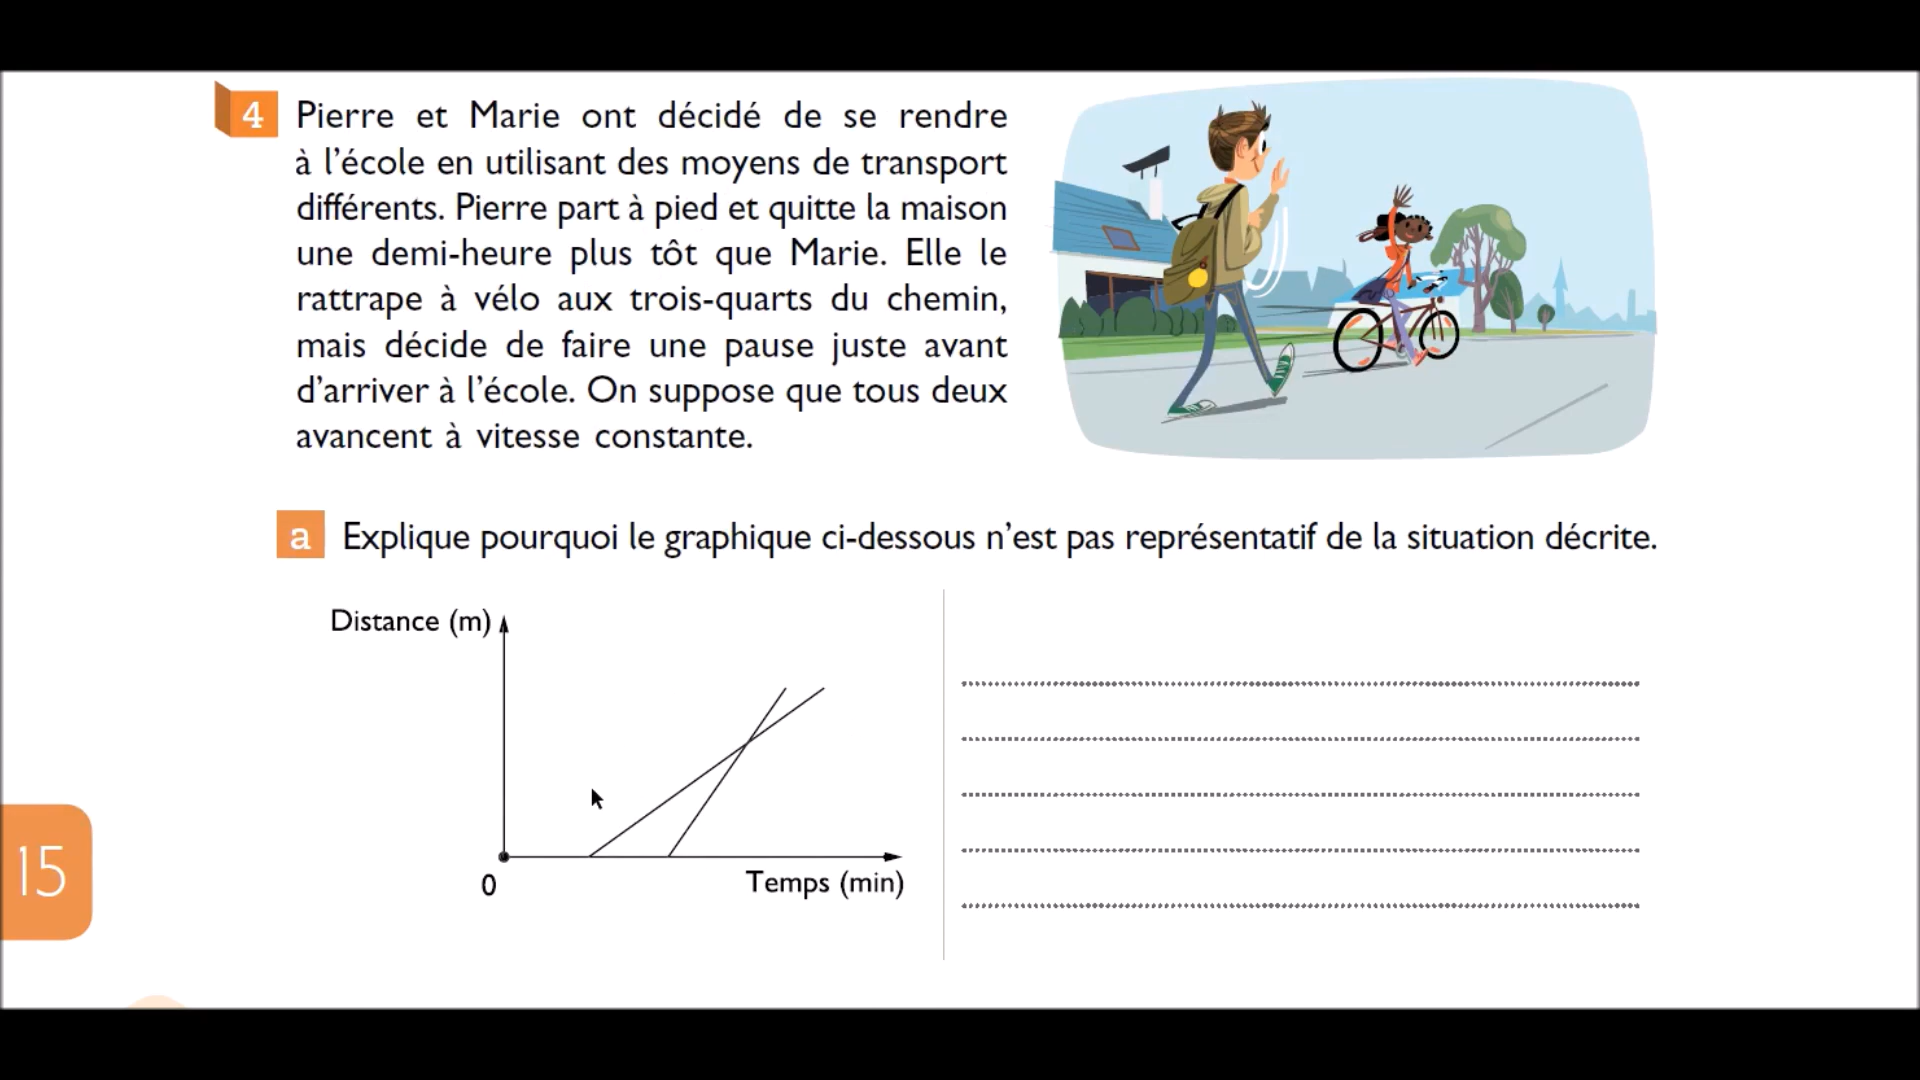 4 Pierre et Marie ont décidé de se rendre
à l’école en utilisant des moyens de transport
différents. Pierre part à pied et quitte la maison
une demi-heure plus tôt que Marie. Elle le
rattrape à vélo aux trois-quarts du chemin,
mais décide de faire une pause juste avant
d’arriver à l’école. On suppose que tous deux
avancent à vitesse constante.
a Explique pourquoi le graphique ci-dessous n’est pas représentatif de la situation décrite.
Distance (m)
0
Temps (min)
15